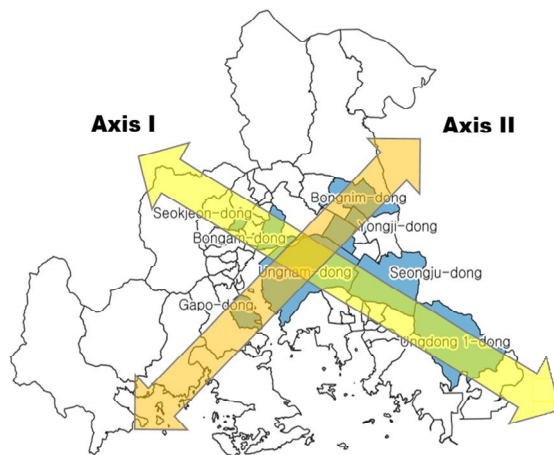 Axis I
Axis II
Bongnim-dong
Seokjeon-dong
Yongji-dong
Bongam-dong
Ungnam-dong
Seongju-dong
Gapo-dong
Ungdong 1-dong